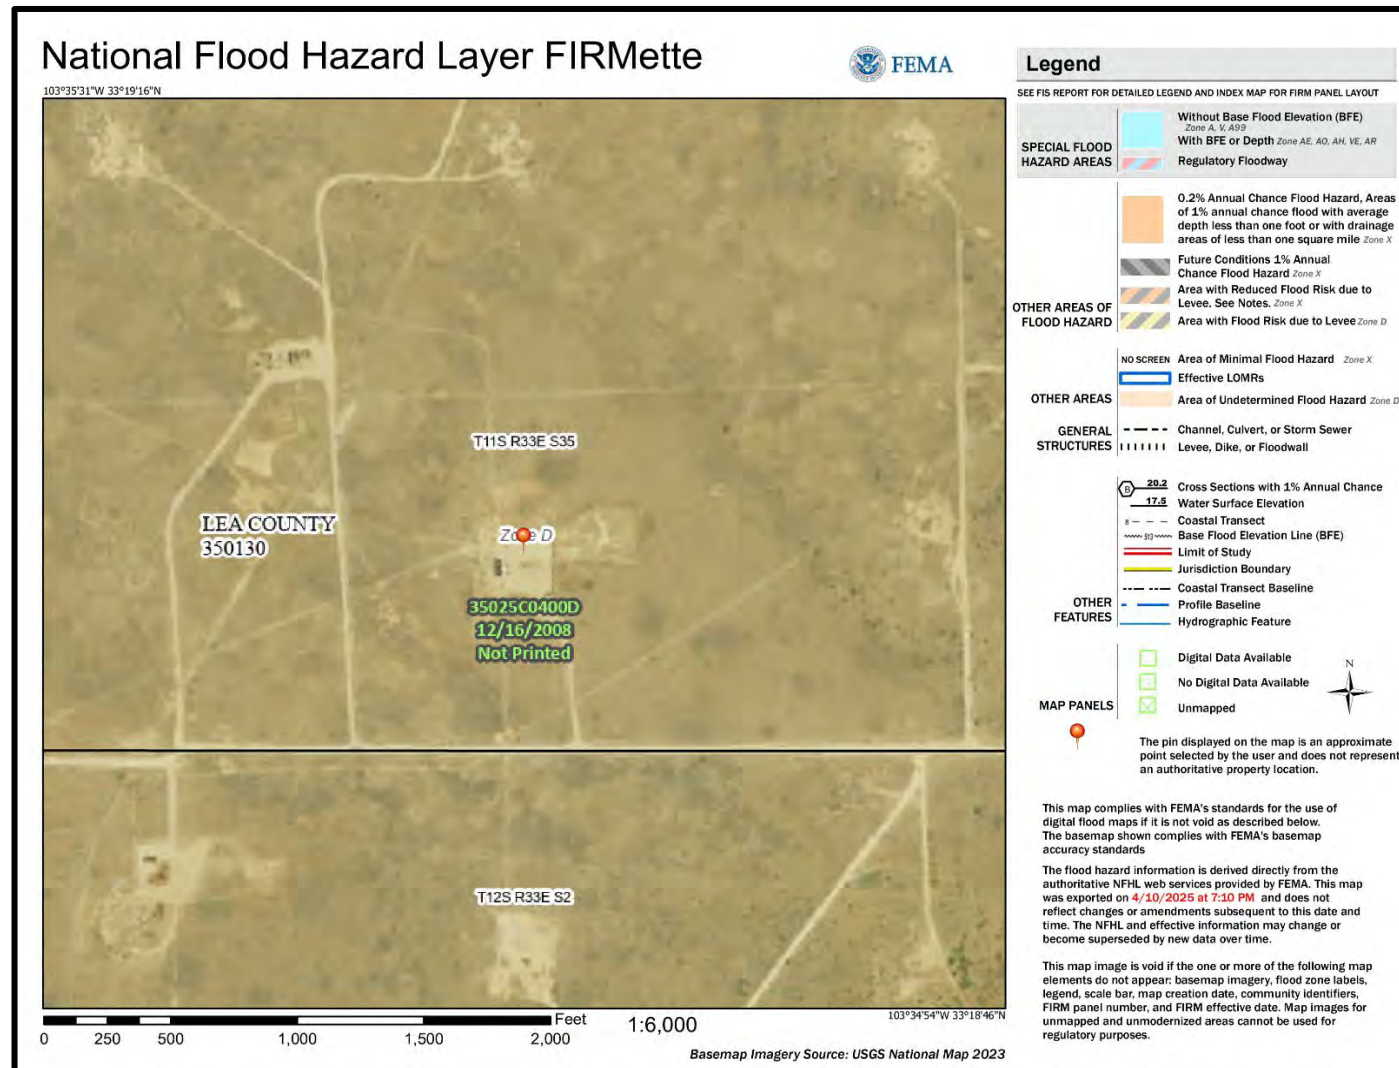 National Flood Hazard Layer FIRMette
FEMA
103°35'31"W 33°19'16"N
T11S R33E S35
LEA COUNTY
350130
Zone D
35025C0400D
12/16/2008
Not Printed
T12S R33E S2
103°34'54"W 33°18'46"N
Feet
1:6,000
0 250 500 1,000 1,500 2,000
Basemap Imagery Source: USGS National Map 2023
Legend
SEE FIS REPORT FOR DETAILED LEGEND AND INDEX MAP FOR FIRM PANEL LAYOUT
SPECIAL FLOOD
HAZARD AREAS
Without Base Flood Elevation (BFE)
Zone A, V, A99
With BFE or Depth Zone AE, AO, AH, VE, AR
Regulatory Floodway
OTHER AREAS OF
FLOOD HAZARD
0.2% Annual Chance Flood Hazard, Areas
of 1% annual chance flood with average
depth less than one foot or with drainage
areas of less than one square mile Zone X
Future Conditions 1% Annual
Chance Flood Hazard Zone X
Area with Reduced Flood Risk due to
Levee. See Notes. Zone X
Area with Flood Risk due to Levee Zone D
OTHER AREAS
NO SCREEN Area of Minimal Flood Hazard Zone X
Effective LOMRs
Area of Undetermined Flood Hazard Zone D
GENERAL
STRUCTURES
Channel, Culvert, or Storm Sewer
Levee, Dike, or Floodwall
OTHER
FEATURES
B 20.2 Cross Sections with 1% Annual Chance
17.5 Water Surface Elevation
8 Coastal Transect
513 Base Flood Elevation Line (BFE)
Limit of Study
Jurisdiction Boundary
Coastal Transect Baseline
Profile Baseline
Hydrographic Feature
MAP PANELS
Digital Data Available
No Digital Data Available
Unmapped
N
The pin displayed on the map is an approximate
point selected by the user and does not represent
an authoritative property location.
This map complies with FEMA's standards for the use of
digital flood maps if it is not void as described below.
The basemap shown complies with FEMA's basemap
accuracy standards
The flood hazard information is derived directly from the
authoritative NFHL web services provided by FEMA. This map
was exported on 4/10/2025 at 7:10 PM and does not
reflect changes or amendments subsequent to this date and
time. The NFHL and effective information may change or
become superseded by new data over time.
This map image is void if the one or more of the following map
elements do not appear: basemap imagery, flood zone labels,
legend, scale bar, map creation date, community identifiers,
FIRM panel number, and FIRM effective date. Map images for
unmapped and unmodernized areas cannot be used for
regulatory purposes.